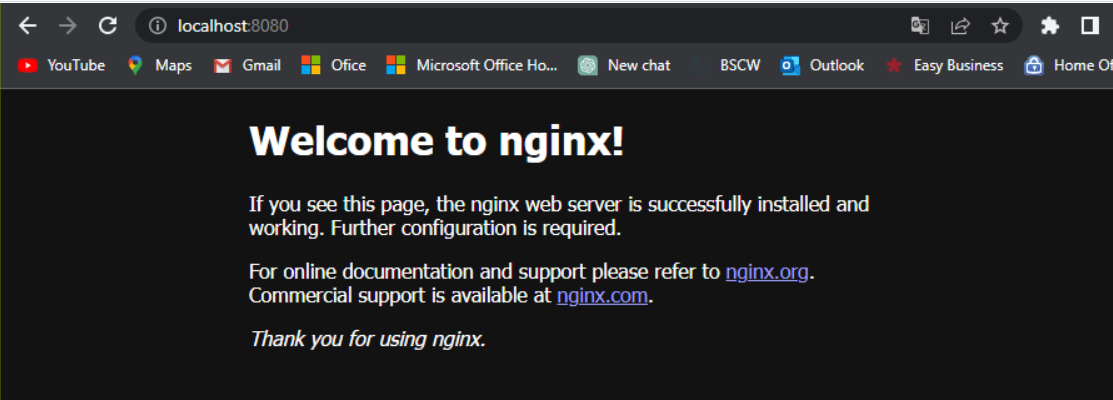 localhost:8080
YouTube Maps Gmail Ofice Microsoft Office Ho... New chat BSCW Outlook Easy Business Home Of
Welcome to nginx!
If you see this page, the nginx web server is successfully installed and
working. Further configuration is required.
For online documentation and support please refer to nginx.org.
Commercial support is available at nginx.com.
Thank you for using nginx.